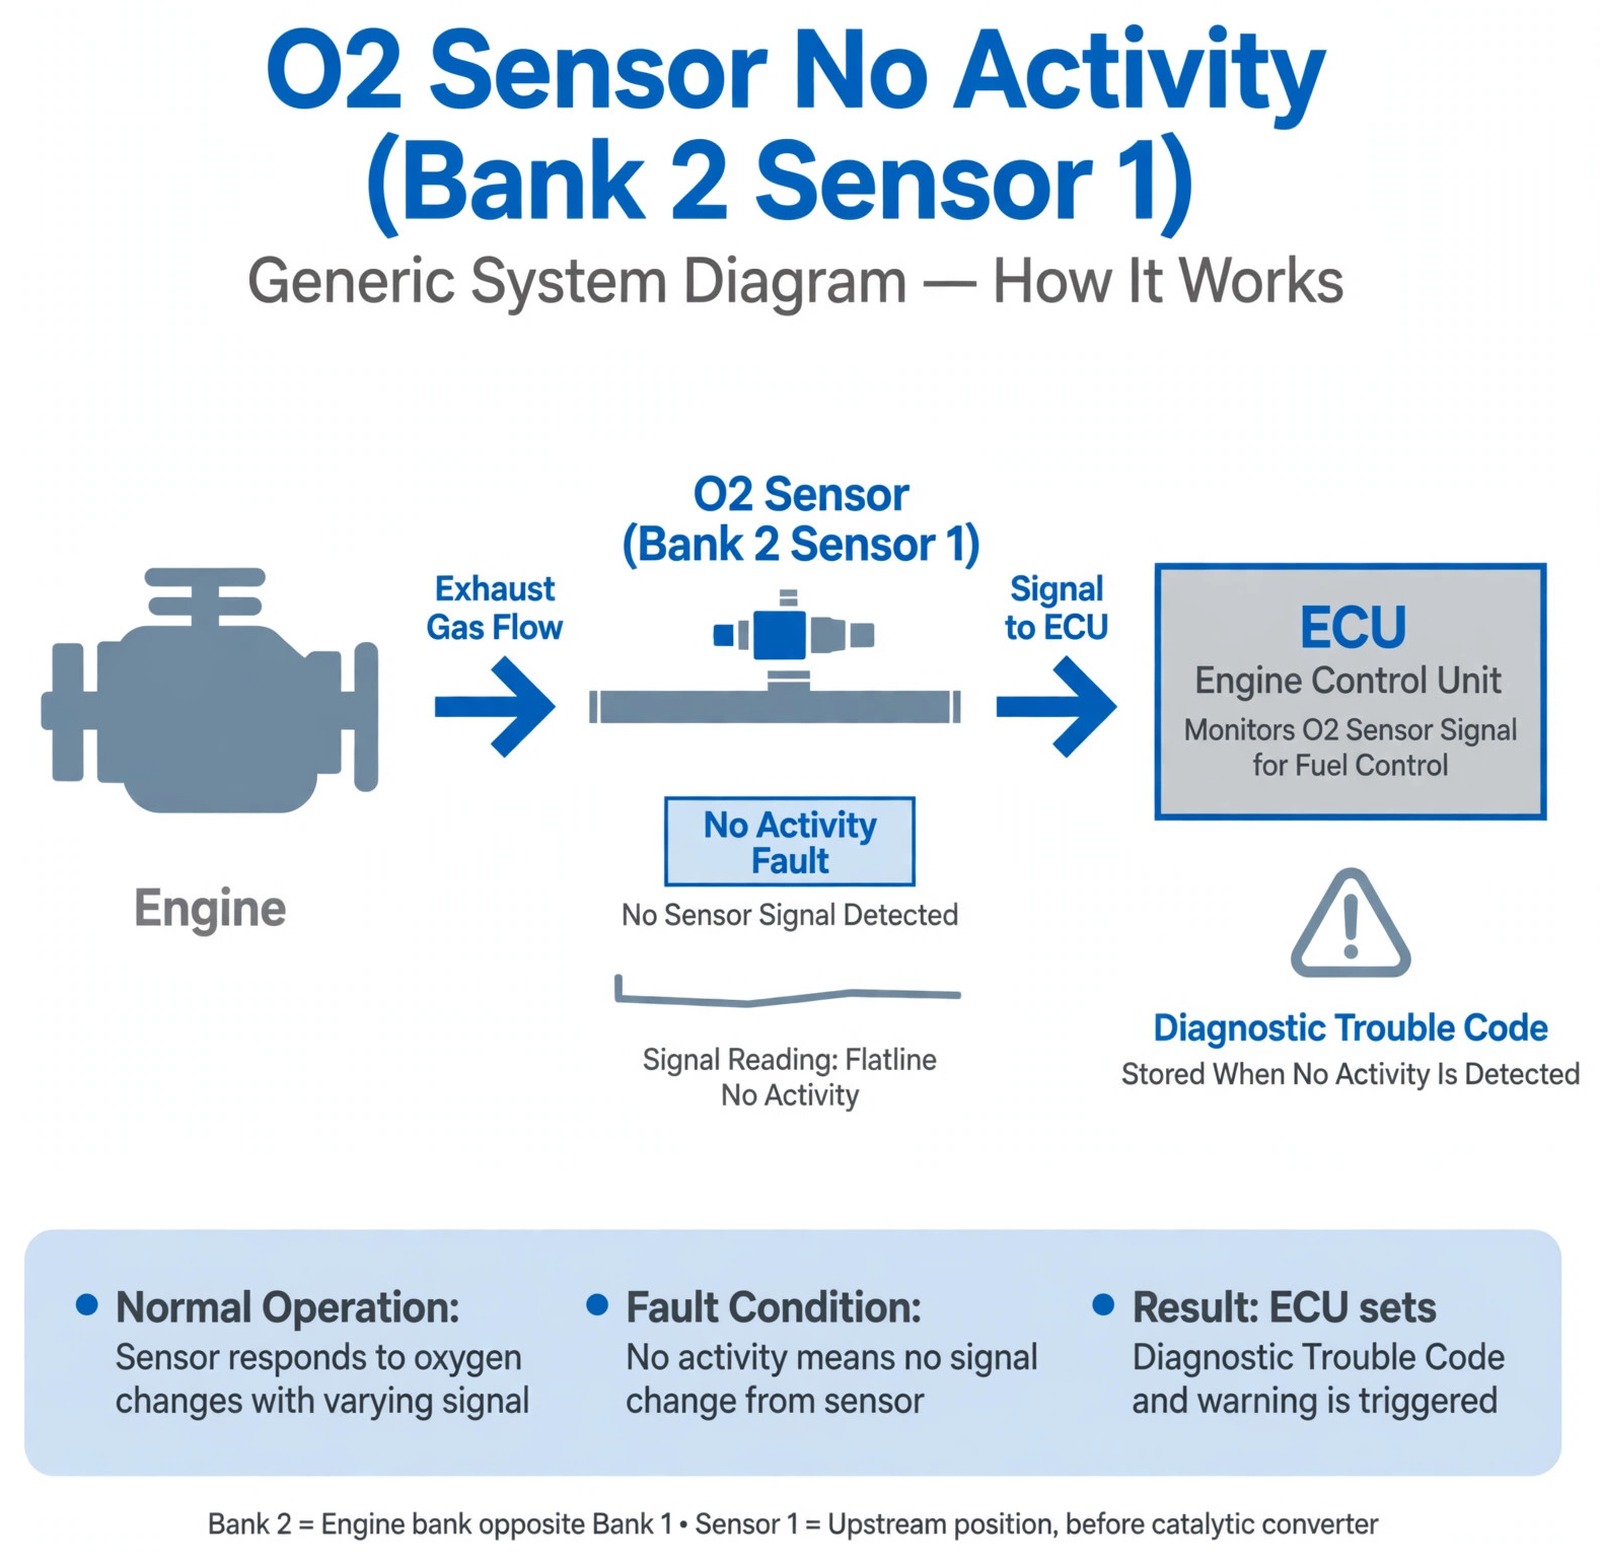 O2 Sensor No Activity
(Bank 2 Sensor 1)
Generic System Diagram — How It Works
O2 Sensor
(Bank 2 Sensor 1)
Exhaust
Gas Flow
Signal
to ECU
ECU
Engine Control Unit
Monitors O2 Sensor Signal
for Fuel Control
Engine
No Activity
Fault
No Sensor Signal Detected
Signal Reading: Flatline
No Activity
Diagnostic Trouble Code
Stored When No Activity Is Detected
• Normal Operation:
Sensor responds to oxygen
changes with varying signal
• Fault Condition:
No activity means no signal
change from sensor
• Result: ECU sets
Diagnostic Trouble Code
and warning is triggered
Bank 2 = Engine bank opposite Bank 1 • Sensor 1 = Upstream position, before catalytic converter